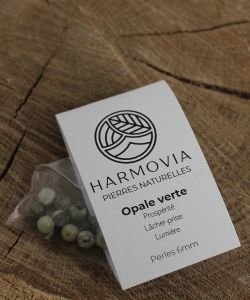 HARMOVIA
PIERRES NATURELLES
Opale verte
Prospérité
Lâcher-prise
Lumière
Perles 6mm